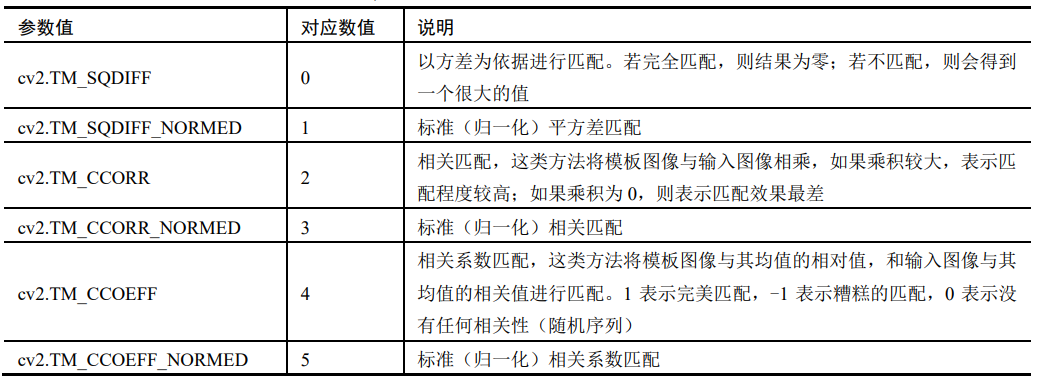 参数值 对应数值 说明
cv2.TM_SQDIFF 0 以方差为依据进行匹配。若完全匹配，则结果为零；若不匹配，则会得到
一个很大的值
cv2.TM_SQDIFF_NORMED 1 标准（归一化）平方差匹配
cv2.TM_CCORR 2 相关匹配，这类方法将模板图像与输入图像相乘，如果乘积较大，表示匹
配程度较高；如果乘积为 0，则表示匹配效果最差
cv2.TM_CCORR_NORMED 3 标准（归一化）相关匹配
cv2.TM_CCOEFF 4 相关系数匹配，这类方法将模板图像与其均值的相对值，和输入图像与其
均值的相关值进行匹配。1 表示完美匹配，-1 表示糟糕的匹配，0 表示没
有任何相关性（随机序列）
cv2.TM_CCOEFF_NORMED 5 标准（归一化）相关系数匹配